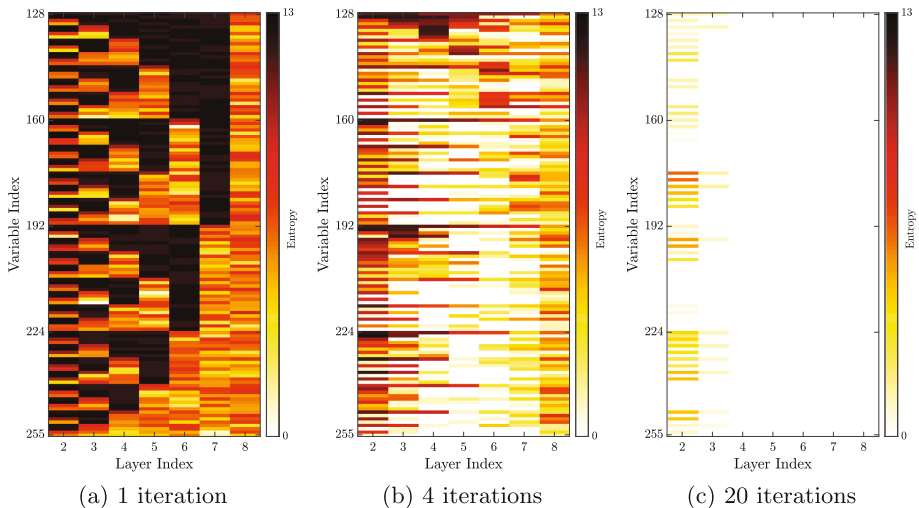 128
160
192
224
255
Variable Index
2 3 4 5 6 7 8
Layer Index
13
0
Entropy
(a) 1 iteration
128
160
192
224
255
Variable Index
2 3 4 5 6 7 8
Layer Index
13
0
Entropy
(b) 4 iterations
128
160
192
224
255
Variable Index
2 3 4 5 6 7 8
Layer Index
13
0
Entropy
(c) 20 iterations